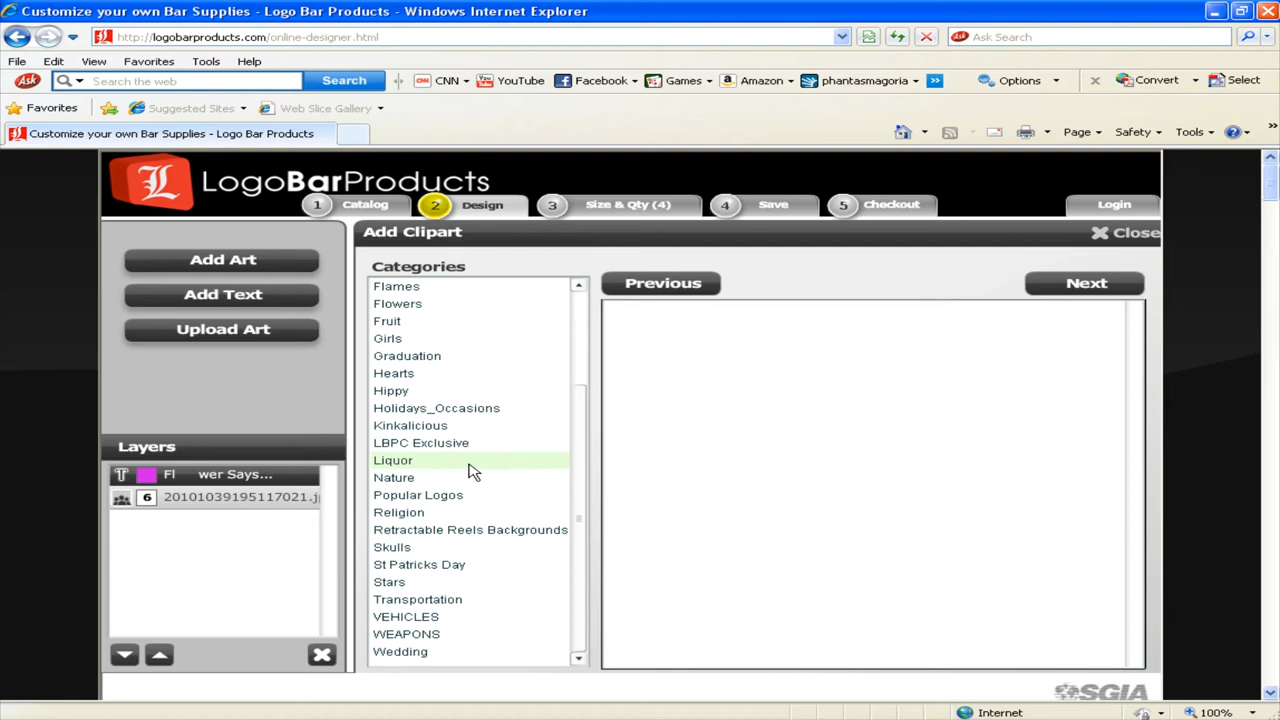 Customize your own Bar Supplies - Logo Bar Products - Windows Internet Explorer
http://logobarproducts.com/online-designer.html
Ask Search
File Edit View Favorites Tools Help
Ask Search the web Search CNN YouTube Facebook Games Amazon phantasmagoria Options Convert Select
Favorites Suggested Sites Web Slice Gallery
Customize your own Bar Supplies - Logo Bar Products
Page Safety Tools
L LogoBarProducts
1 Catalog 2 Design 3 Size & Qty (4) 4 Save 5 Checkout Login
Add Clipart Close
Add Art
Add Text
Upload Art
Layers
Fl wer Says...
6 20101039195117021.j
Categories
Previous Next
Flames
Flowers
Fruit
Girls
Graduation
Hearts
Hippy
Holidays_Occasions
Kinkalicious
LBPC Exclusive
Liquor
Nature
Popular Logos
Religion
Retractable Reels Backgrounds
Skulls
St Patricks Day
Stars
Transportation
VEHICLES
WEAPONS
Wedding
SGIA
Internet 100%